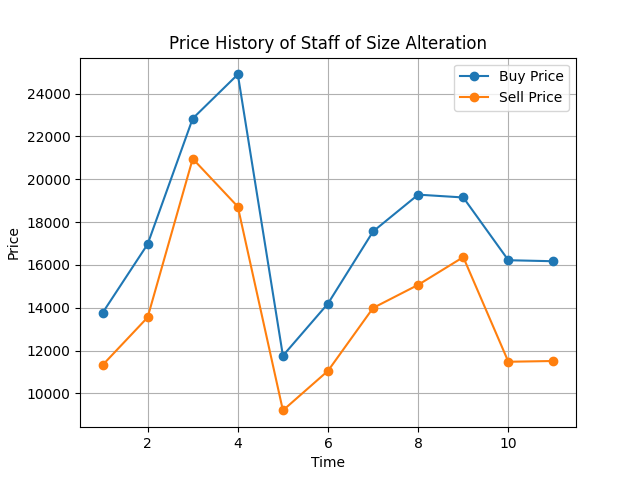 Price History of Staff of Size Alteration
Buy Price
Sell Price
24000
22000
20000
18000
16000
14000
12000
10000
Price
2 4 6 8 10
Time